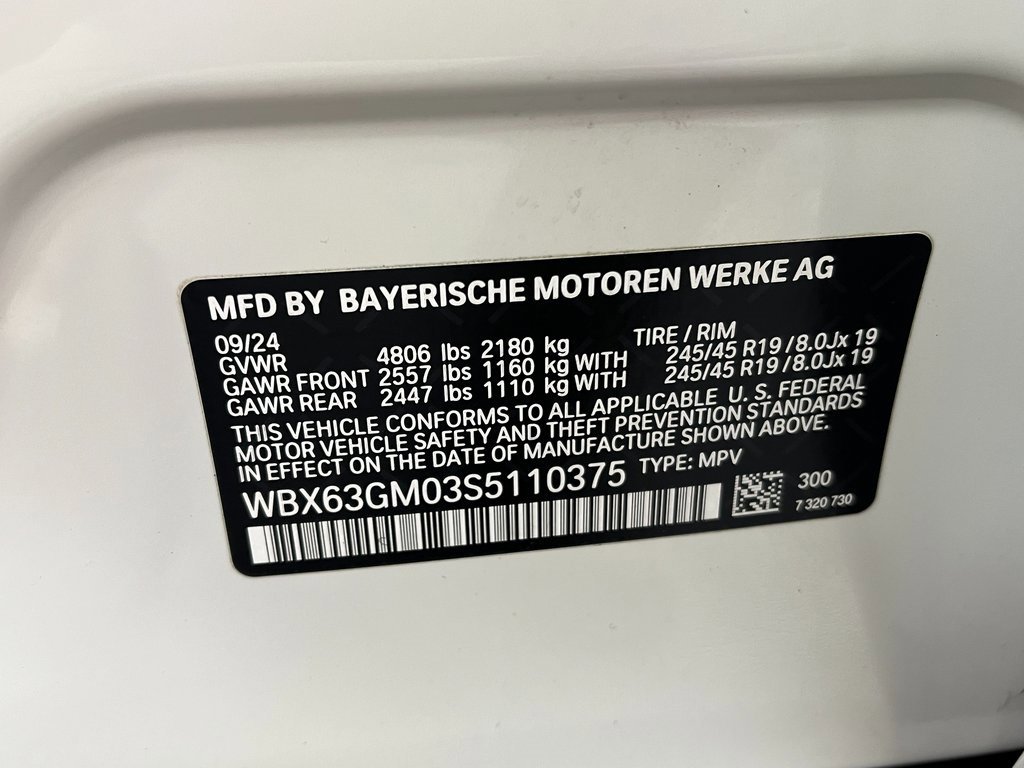 MFD BY BAYERISCHE MOTOREN WERKE AG
09/24 TIRE / RIM
GVWR 4806 lbs 2180 kg
GAWR FRONT 2557 lbs 1160 kg WITH 245/45 R19 /8.0Jx 19
GAWR REAR 2447 lbs 1110 kg WITH 245/45 R19 /8.0Jx 19
THIS VEHICLE CONFORMS TO ALL APPLICABLE U. S. FEDERAL
MOTOR VEHICLE SAFETY AND THEFT PREVENTION STANDARDS
IN EFFECT ON THE DATE OF MANUFACTURE SHOWN ABOVE.
WBX63GM03S5110375 TYPE: MPV
300
7 320 730